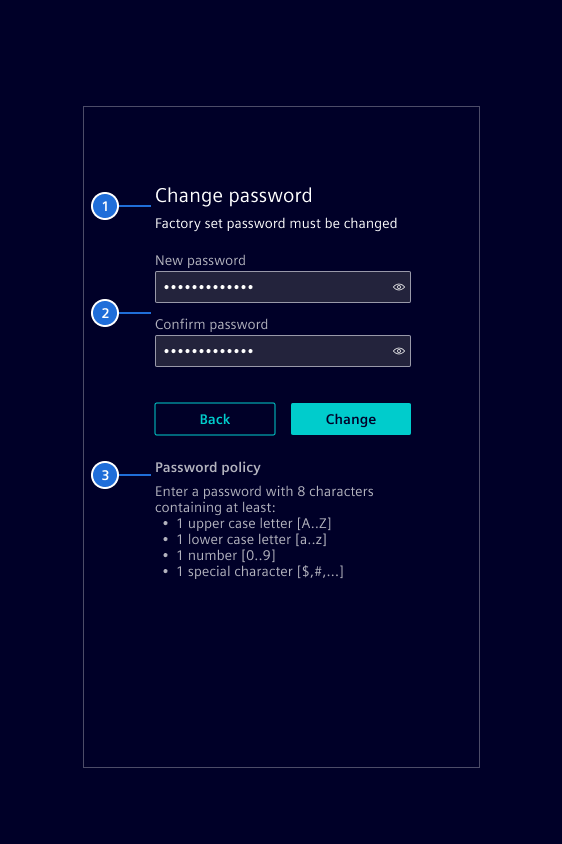 1
Change password
Factory set password must be changed
New password
•••••••••••••
2
Confirm password
•••••••••••••
Back
Change
3
Password policy
Enter a password with 8 characters
containing at least:
• 1 upper case letter [A..Z]
• 1 lower case letter [a..z]
• 1 number [0..9]
• 1 special character [$,#,...]